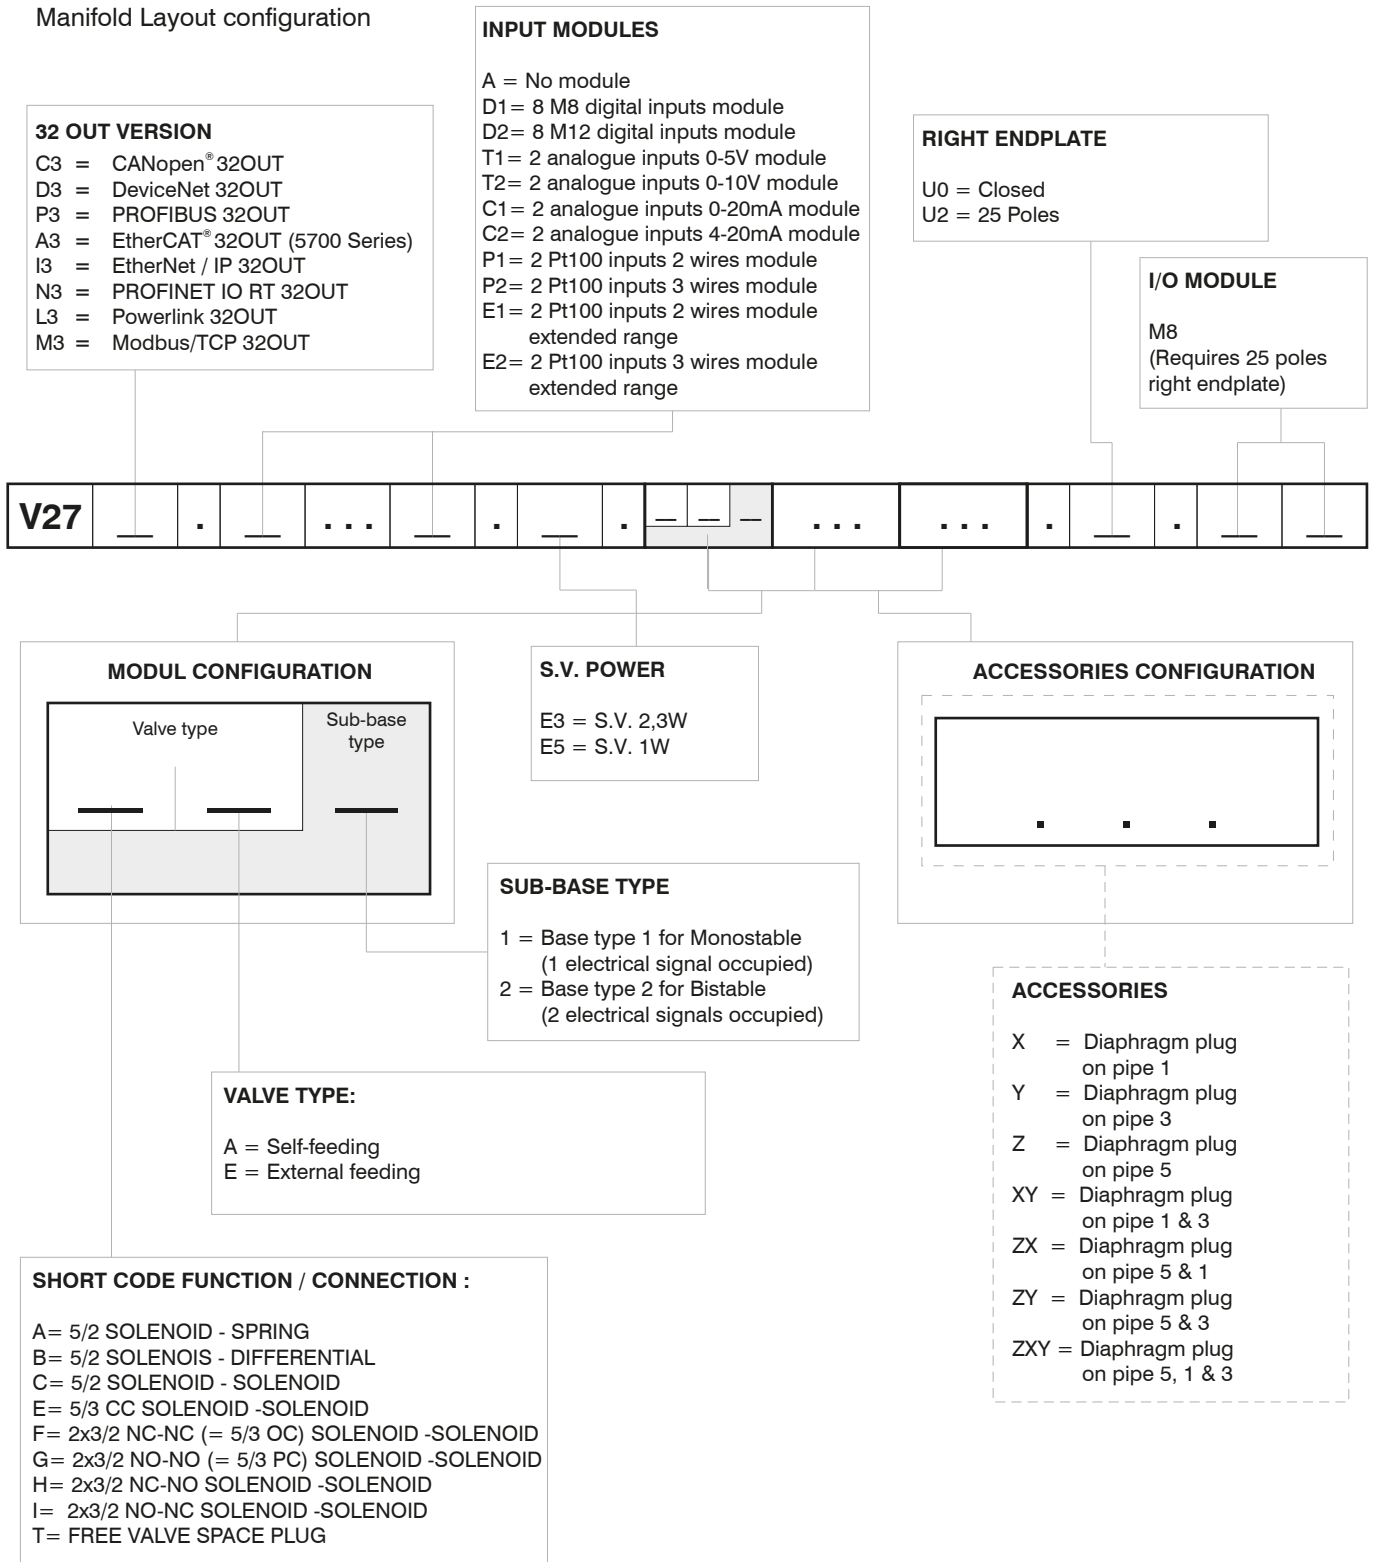 Manifold Layout configuration
INPUT MODULES
A = No module
D1= 8 M8 digital inputs module
D2= 8 M12 digital inputs module
T1= 2 analogue inputs 0-5V module
T2= 2 analogue inputs 0-10V module
C1= 2 analogue inputs 0-20mA module
C2= 2 analogue inputs 4-20mA module
P1= 2 Pt100 inputs 2 wires module
P2= 2 Pt100 inputs 3 wires module
E1= 2 Pt100 inputs 2 wires module
extended range
E2= 2 Pt100 inputs 3 wires module
extended range
32 OUT VERSION
C3 = CANopen® 32OUT
D3 = DeviceNet 32OUT
P3 = PROFIBUS 32OUT
A3 = EtherCAT® 32OUT (5700 Series)
I3 = EtherNet / IP 32OUT
N3 = PROFINET IO RT 32OUT
L3 = Powerlink 32OUT
M3 = Modbus/TCP 32OUT
RIGHT ENDPLATE
U0 = Closed
U2 = 25 Poles
I/O MODULE
M8
(Requires 25 poles
right endplate)
V27 __ . __ ... __ . __ . __ __ __ ... ... . __ . __ __
MODUL CONFIGURATION
Valve type
Sub-base
type
S.V. POWER
E3 = S.V. 2,3W
E5 = S.V. 1W
ACCESSORIES CONFIGURATION
. . .
SUB-BASE TYPE
1 = Base type 1 for Monostable
(1 electrical signal occupied)
2 = Base type 2 for Bistable
(2 electrical signals occupied)
VALVE TYPE:
A = Self-feeding
E = External feeding
ACCESSORIES
X = Diaphragm plug
on pipe 1
Y = Diaphragm plug
on pipe 3
Z = Diaphragm plug
on pipe 5
XY = Diaphragm plug
on pipe 1 & 3
ZX = Diaphragm plug
on pipe 5 & 1
ZY = Diaphragm plug
on pipe 5 & 3
ZXY = Diaphragm plug
on pipe 5, 1 & 3
SHORT CODE FUNCTION / CONNECTION :
A= 5/2 SOLENOID - SPRING
B= 5/2 SOLENOIS - DIFFERENTIAL
C= 5/2 SOLENOID - SOLENOID
E= 5/3 CC SOLENOID -SOLENOID
F= 2x3/2 NC-NC (= 5/3 OC) SOLENOID -SOLENOID
G= 2x3/2 NO-NO (= 5/3 PC) SOLENOID -SOLENOID
H= 2x3/2 NC-NO SOLENOID -SOLENOID
I= 2x3/2 NO-NC SOLENOID -SOLENOID
T= FREE VALVE SPACE PLUG